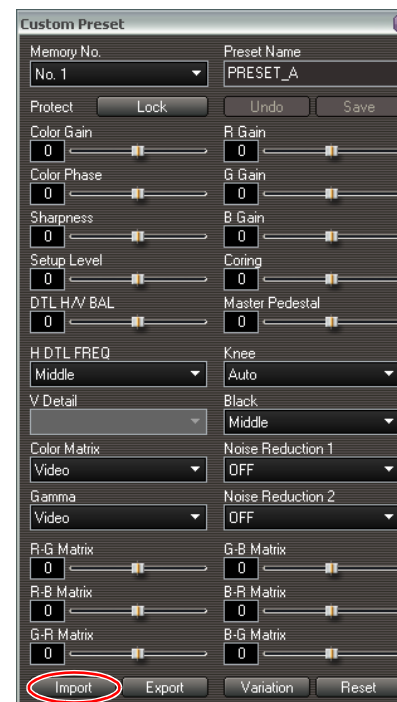 Custom Preset
Memory No. Preset Name
No. 1 PRESET_A
Protect Lock Undo Save
Color Gain R Gain
0 0
Color Phase G Gain
0 0
Sharpness B Gain
0 0
Setup Level Coring
0 0
DTL H/V BAL Master Pedestal
0 0
H DTL FREQ Knee
Middle Auto
V Detail Black
Middle
Color Matrix Noise Reduction 1
Video OFF
Gamma Noise Reduction 2
Video OFF
R-G Matrix G-B Matrix
0 0
R-B Matrix B-R Matrix
0 0
G-R Matrix B-G Matrix
0 0
Import Export Variation Reset